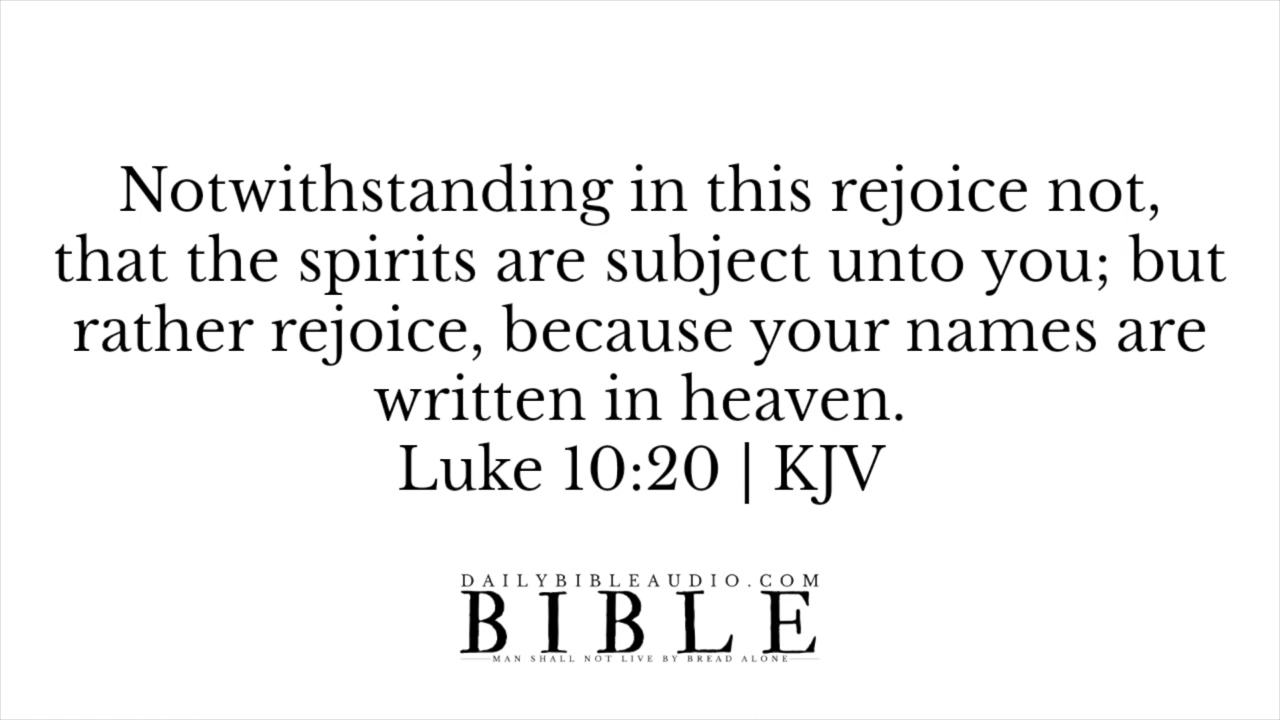 Notwithstanding in this rejoice not,
that the spirits are subject unto you; but
rather rejoice, because your names are
written in heaven.
Luke 10:20 | KJV
DAILYBIBLEAUDIO.COM
BIBLE
MAN SHALL NOT LIVE BY BREAD ALONE